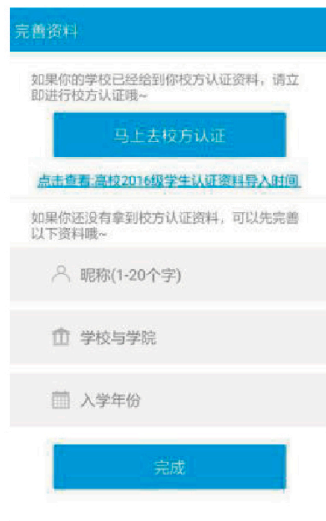 完善资料
如果你的学校已经给到你校方认证资料，请立
即进行校方认证哦~
马上去校方认证
点击查看:高校2016级学生认证资料导入时间
如果你还没有拿到校方认证资料，可以先完善
以下资料哦~
昵称(1-20个字)
学校与学院
入学年份
完成